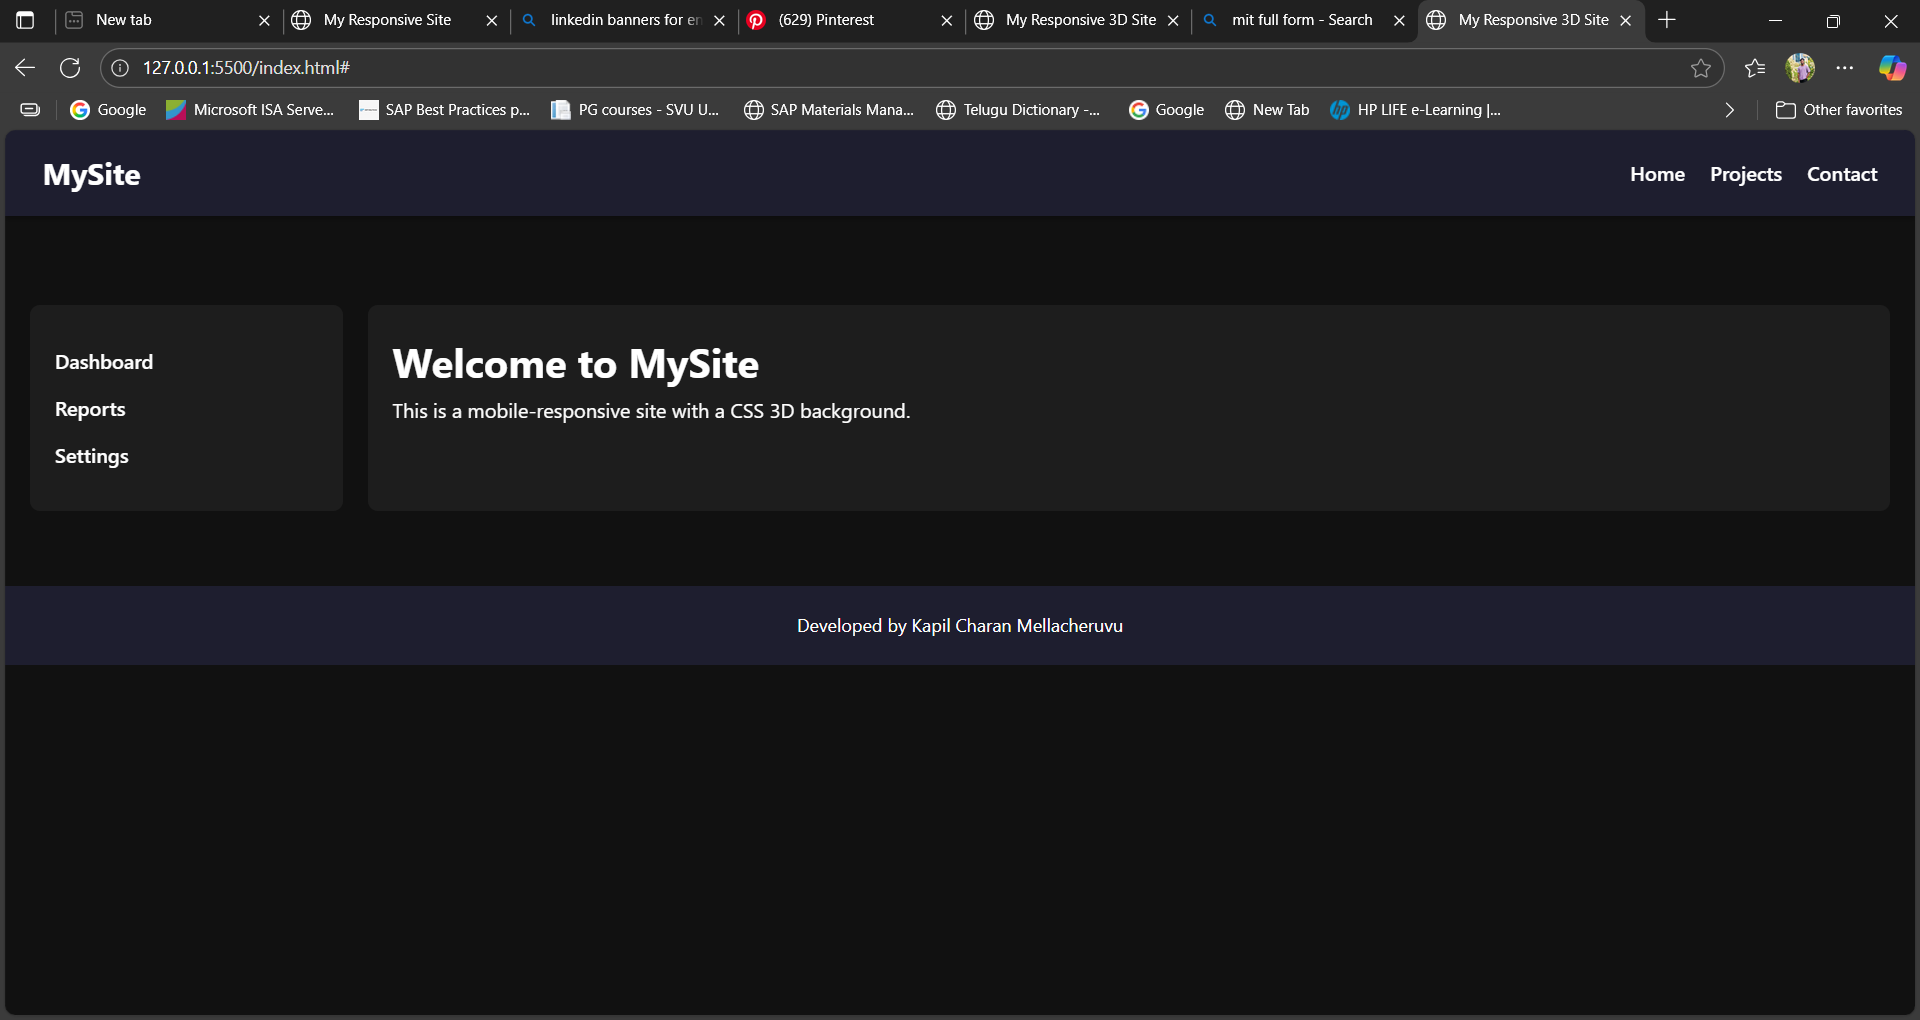 New tab
My Responsive Site
linkedin banners for en
(629) Pinterest
My Responsive 3D Site
mit full form - Search
My Responsive 3D Site
127.0.0.1:5500/index.html#
Google
Microsoft ISA Serve...
SAP Best Practices p...
PG courses - SVU U...
SAP Materials Mana...
Telugu Dictionary -...
Google
New Tab
HP LIFE e-Learning |...
Other favorites
MySite
Home
Projects
Contact
Dashboard
Reports
Settings
Welcome to MySite
This is a mobile-responsive site with a CSS 3D background.
Developed by Kapil Charan Mellacheruvu